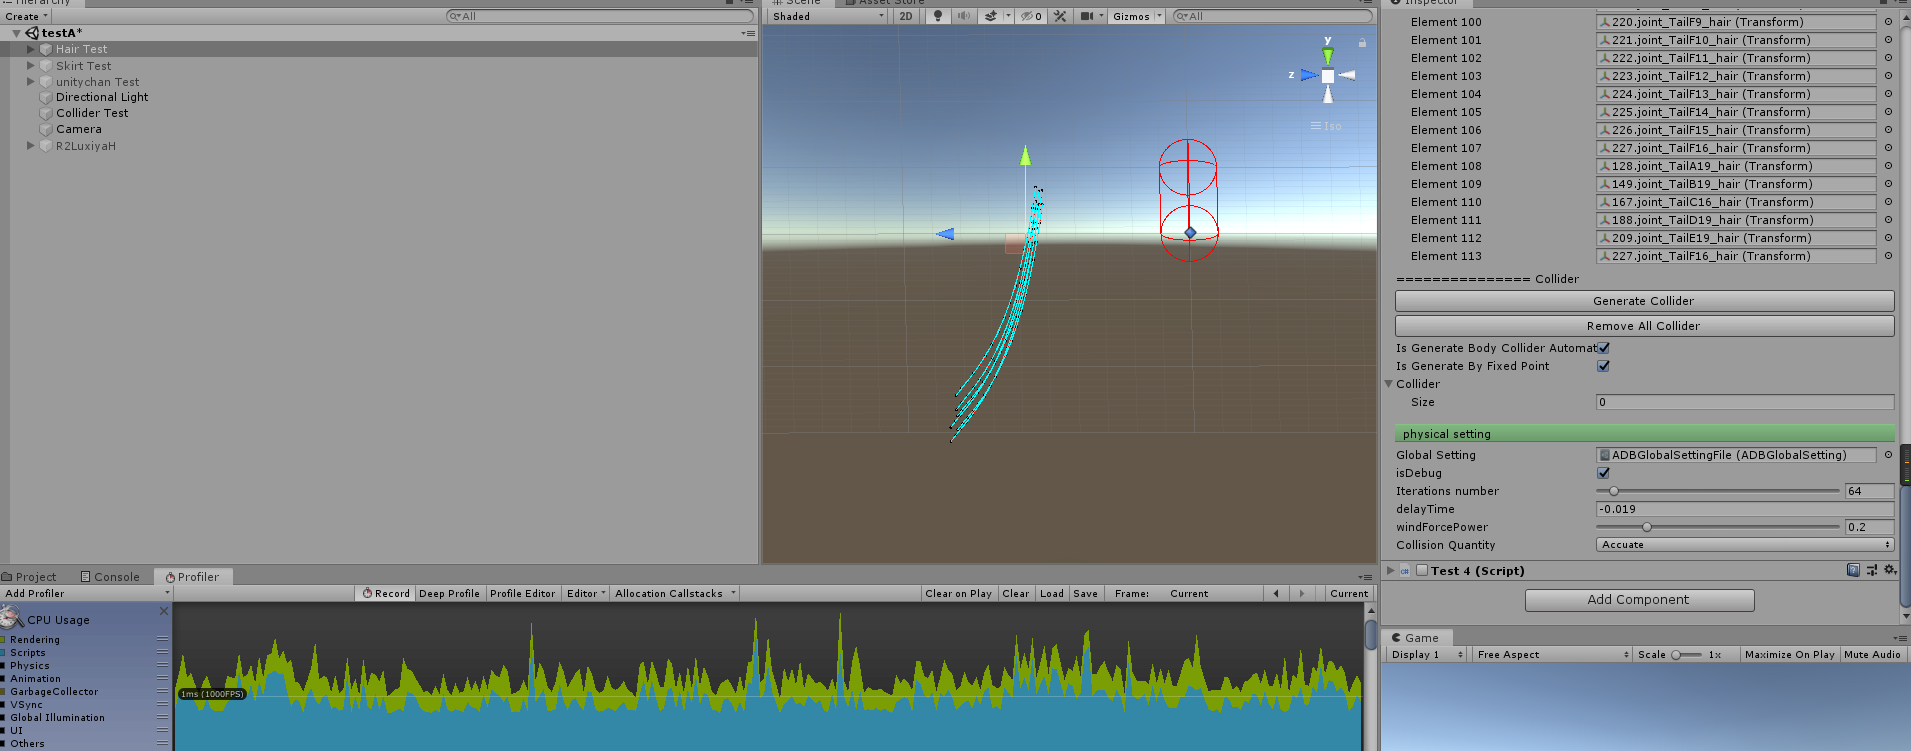 Hierarchy
Create
All
testA*
Hair Test
Skirt Test
unitychan Test
Directional Light
Collider Test
Camera
R2LuxiyaH
Scene
Asset Store
Shaded
2D
0
Gizmos
All
y
z
Iso
Inspector
Element 100 220.joint_TailF9_hair (Transform)
Element 101 221.joint_TailF10_hair (Transform)
Element 102 222.joint_TailF11_hair (Transform)
Element 103 223.joint_TailF12_hair (Transform)
Element 104 224.joint_TailF13_hair (Transform)
Element 105 225.joint_TailF14_hair (Transform)
Element 106 226.joint_TailF15_hair (Transform)
Element 107 227.joint_TailF16_hair (Transform)
Element 108 128.joint_TailA19_hair (Transform)
Element 109 149.joint_TailB19_hair (Transform)
Element 110 167.joint_TailC16_hair (Transform)
Element 111 188.joint_TailD19_hair (Transform)
Element 112 209.joint_TailE19_hair (Transform)
Element 113 227.joint_TailF16_hair (Transform)
=============== Collider
Generate Collider
Remove All Collider
Is Generate Body Collider Automat
Is Generate By Fixed Point
Collider
Size 0
physical setting
Global Setting ADBGlobalSettingFile (ADBGlobalSetting)
isDebug
Iterations number 64
delayTime -0.019
windForcePower 0.2
Collision Quantity Accuate
Test 4 (Script)
Add Component
Project Console Profiler
Add Profiler Record Deep Profile Profile Editor Editor Allocation Callstacks Clear on Play Clear Load Save Frame: Current Current
CPU Usage
Rendering
Scripts
Physics
Animation
GarbageCollector
VSync
Global Illumination
UI
Others
1ms (1000FPS)
Game
Display 1 Free Aspect Scale 1x Maximize On Play Mute Audio